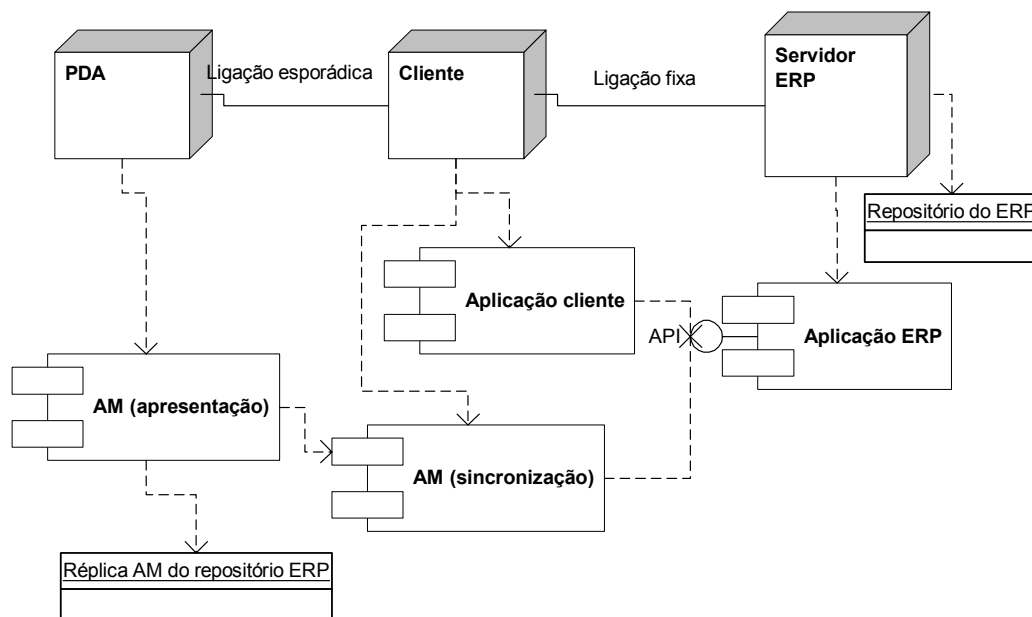 PDA
Ligação esporádica
Cliente
Ligação fixa
Servidor
ERP
Repositório do ERP
Aplicação cliente
API
Aplicação ERP
AM (apresentação)
AM (sincronização)
Réplica AM do repositório ERP